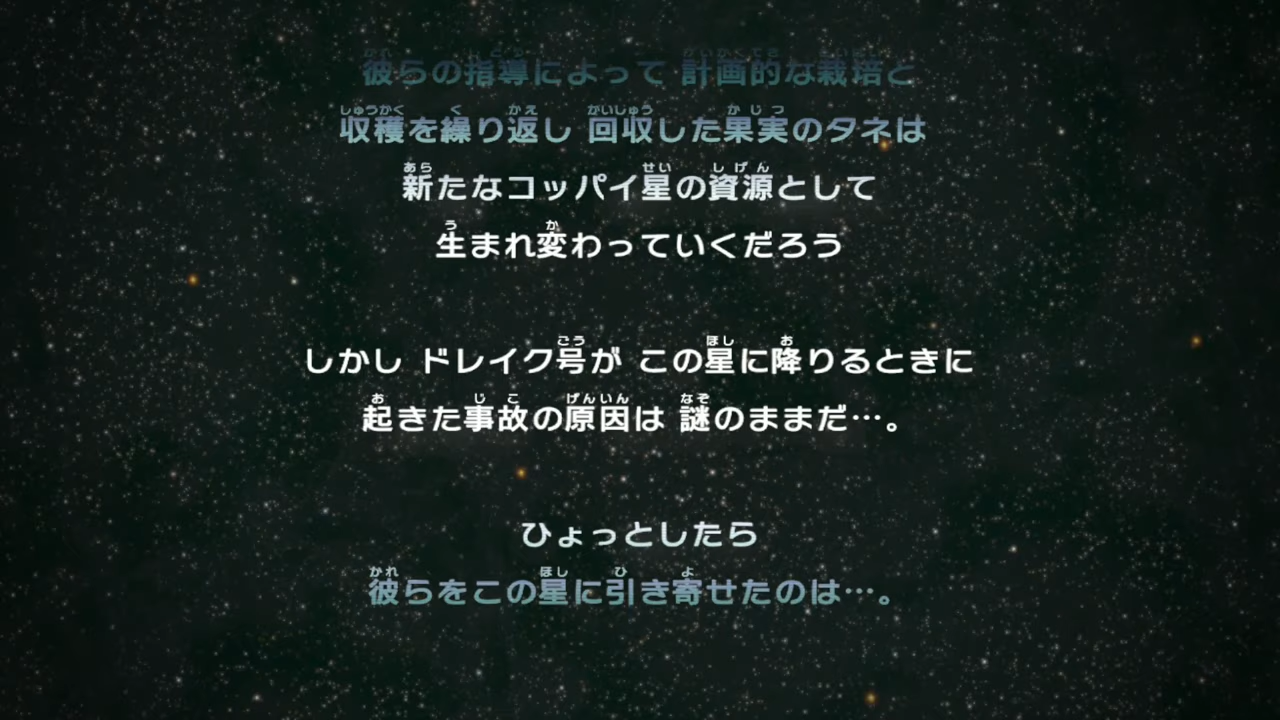 彼らの指導によって 計画的な栽培と
収穫を繰り返し 回収した果実のタネは
新たなコッパイ星の資源として
生まれ変わっていくだろう
しかし ドレイク号が この星に降りるときに
起きた事故の原因は 謎のままだ…。
ひょっとしたら
彼らをこの星に引き寄せたのは…。